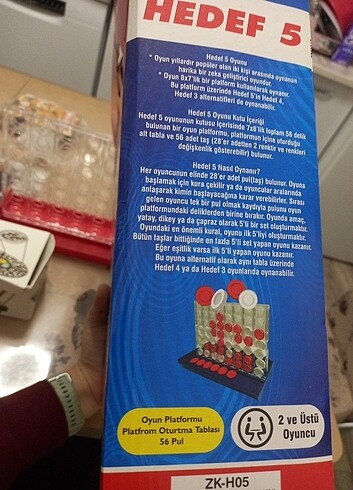 HEDEF 5
Hedef 5 Oyunu
* Oyun yıllardır popüler olan iki kişi arasında oynanan
harika bir zeka geliştirici oyundur.
* Oyun 8x7'lik bir platform kullanılarak oynanır.
Bu platform üzerinde Hedef 5'in Hedef 4,
Hedef 3 alternatifleri de oynanabilir.
Hedef 5 Oyunu Kutu İçeriği
Hedef 5 oyununun kutusu içerisinde 7x8'lik toplam 56 delik
bulunan bir oyun platformu, platformun içine oturduğu
alt tabla ve 56 adet taş (28'er adetten 2 renktir ve renkleri
değişkenlik gösterebilir) bulunur.
Hedef 5 Nasıl Oynanır?
Her oyuncunun elinde 28'er adet pul(taş) bulunur. Oyuna
başlamak için kura çekilir ya da oyuncular aralarında
anlaşarak kimin başlayacağına karar verebilirler. Sırası
gelen oyuncu tek bir pul olmak kaydıyla pulunu oyun
platformundaki deliklerden birine bırakır. Oyunda amaç,
yatay, dikey ya da çapraz olarak 5'li bir set oluşturmaktır.
Oyundaki en önemli kural, oyunu ilk 5'liyi oluşturmaktır.
Bütün taşlar bittiğinde en fazla 5'li set yapan oyunu kazanır.
Eğer eşitlik varsa ilk 5'li yapan oyunu kazanır.
Bu oyunu alternatif olarak aynı tabla üzerinde
Hedef 4 ya da Hedef 3 oyunlarıda oynanabilir.
Oyun Platformu
Platfrom Oturtma Tablası
56 Pul
2 ve Üstü
Oyuncu
ZK-H05